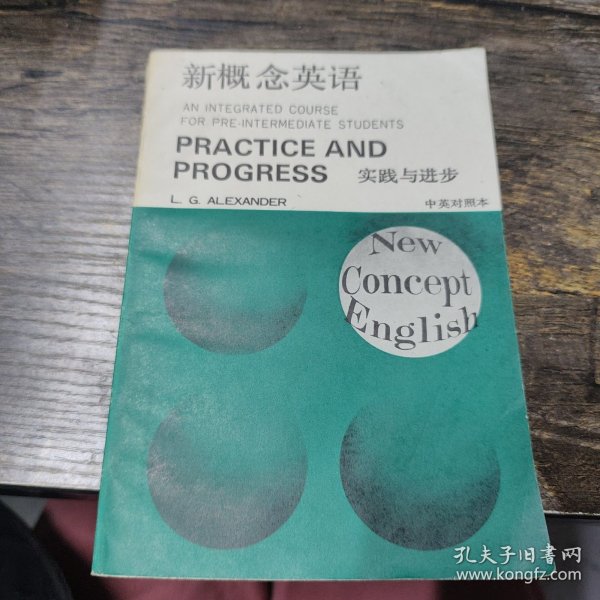 新概念英语
AN INTEGRATED COURSE
FOR PRE-INTERMEDIATE STUDENTS
PRACTICE AND
PROGRESS 实践与进步
L. G. ALEXANDER 中英对照本
New
Concept
English
孔夫子旧书网
www.kongfz.com